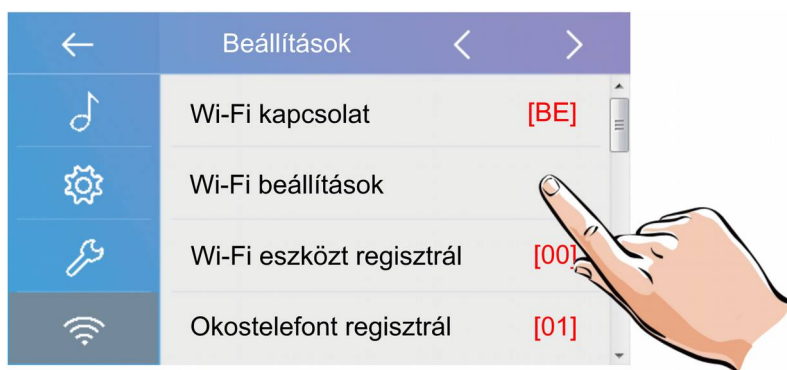 Beállítások
Wi-Fi kapcsolat [BE]
Wi-Fi beállítások
Wi-Fi eszközt regisztrál [00]
Okostelefont regisztrál [01]